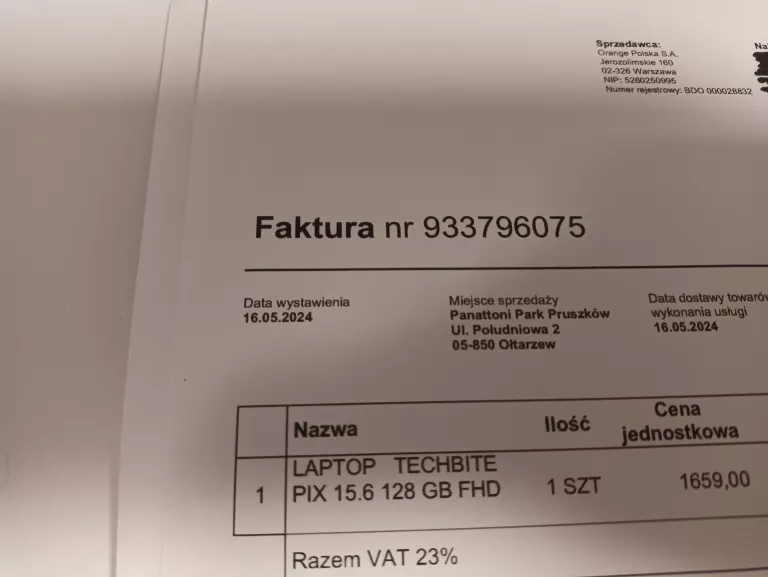 Sprzedawca:
Orange Polska S.A.
Jerozolimskie 160
02-326 Warszawa
NIP: 5260250995
Numer rejestrowy: BDO 000028832
Faktura nr 933796075
Data wystawienia
16.05.2024
Miejsce sprzedaży
Panattoni Park Pruszków
Ul. Południowa 2
05-850 Ołtarzew
Data dostawy towarów
wykonania usługi
16.05.2024
Nazwa
Ilość
Cena
jednostkowa
1
LAPTOP TECHBITE
PIX 15.6 128 GB FHD
1 SZT
1659,00
Razem VAT 23%